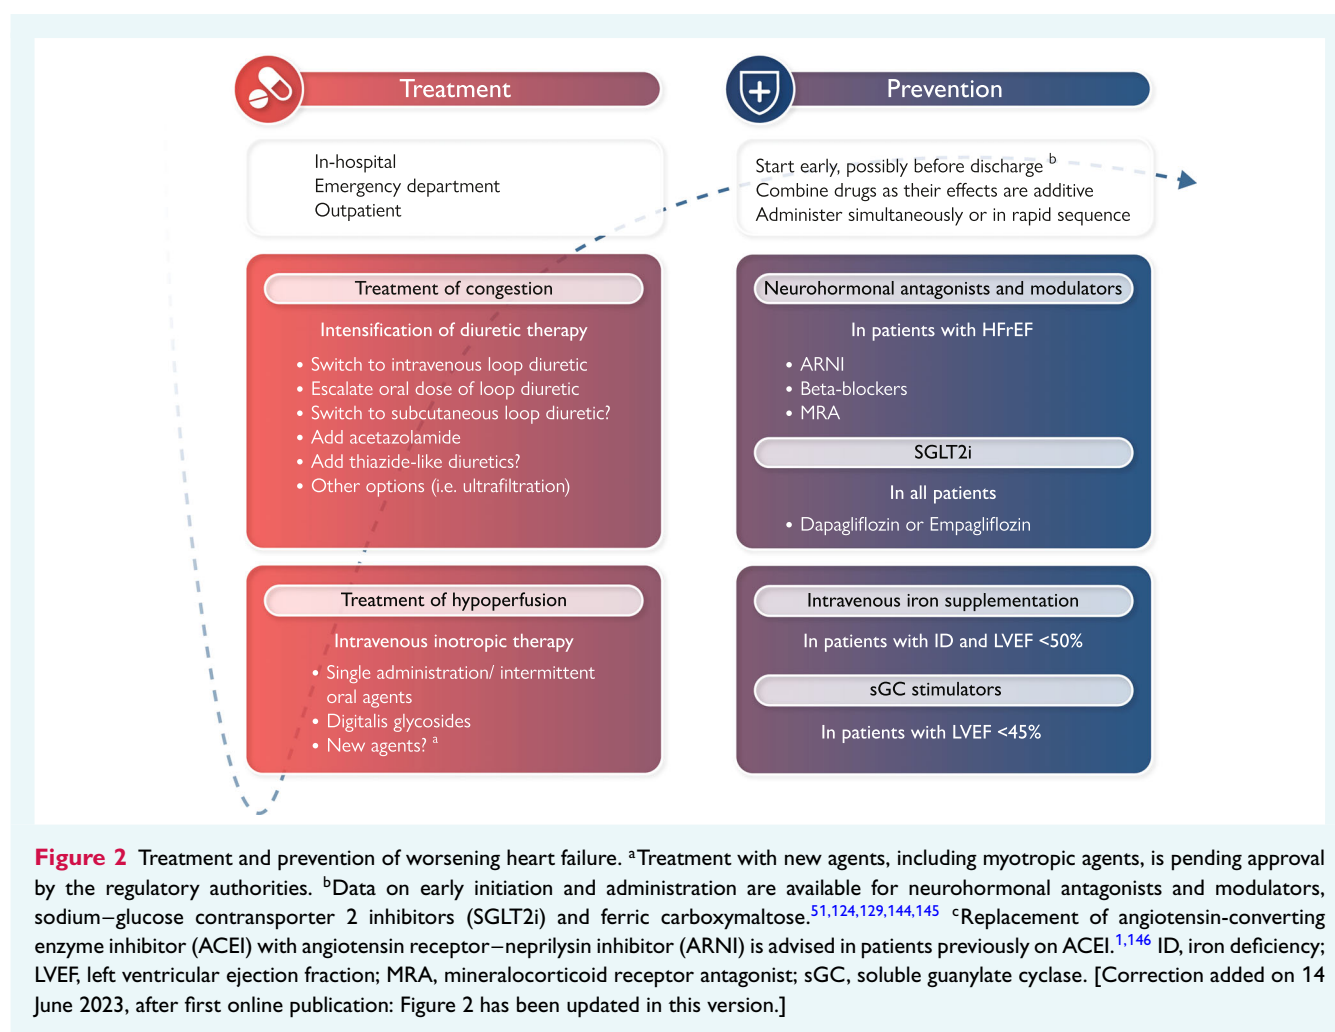 Treatment
In-hospital
Emergency department
Outpatient
Treatment of congestion
Intensification of diuretic therapy
• Switch to intravenous loop diuretic
• Escalate oral dose of loop diuretic
• Switch to subcutaneous loop diuretic?
• Add acetazolamide
• Add thiazide-like diuretics?
• Other options (i.e. ultrafiltration)
Treatment of hypoperfusion
Intravenous inotropic therapy
• Single administration/ intermittent
oral agents
• Digitalis glycosides
• New agents? a
Prevention
Start early, possibly before discharge b
Combine drugs as their effects are additive
Administer simultaneously or in rapid sequence
Neurohormonal antagonists and modulators
In patients with HFrEF
• ARNI
• Beta-blockers
• MRA
SGLT2i
In all patients
• Dapagliflozin or Empagliflozin
Intravenous iron supplementation
In patients with ID and LVEF <50%
sGC stimulators
In patients with LVEF <45%
Figure 2 Treatment and prevention of worsening heart failure. aTreatment with new agents, including myotropic agents, is pending approval
by the regulatory authorities. bData on early initiation and administration are available for neurohormonal antagonists and modulators,
sodium–glucose contransporter 2 inhibitors (SGLT2i) and ferric carboxymaltose.51,124,129,144,145 cReplacement of angiotensin-converting
enzyme inhibitor (ACEI) with angiotensin receptor–neprilysin inhibitor (ARNI) is advised in patients previously on ACEI.1,146 ID, iron deficiency;
LVEF, left ventricular ejection fraction; MRA, mineralocorticoid receptor antagonist; sGC, soluble guanylate cyclase. [Correction added on 14
June 2023, after first online publication: Figure 2 has been updated in this version.]